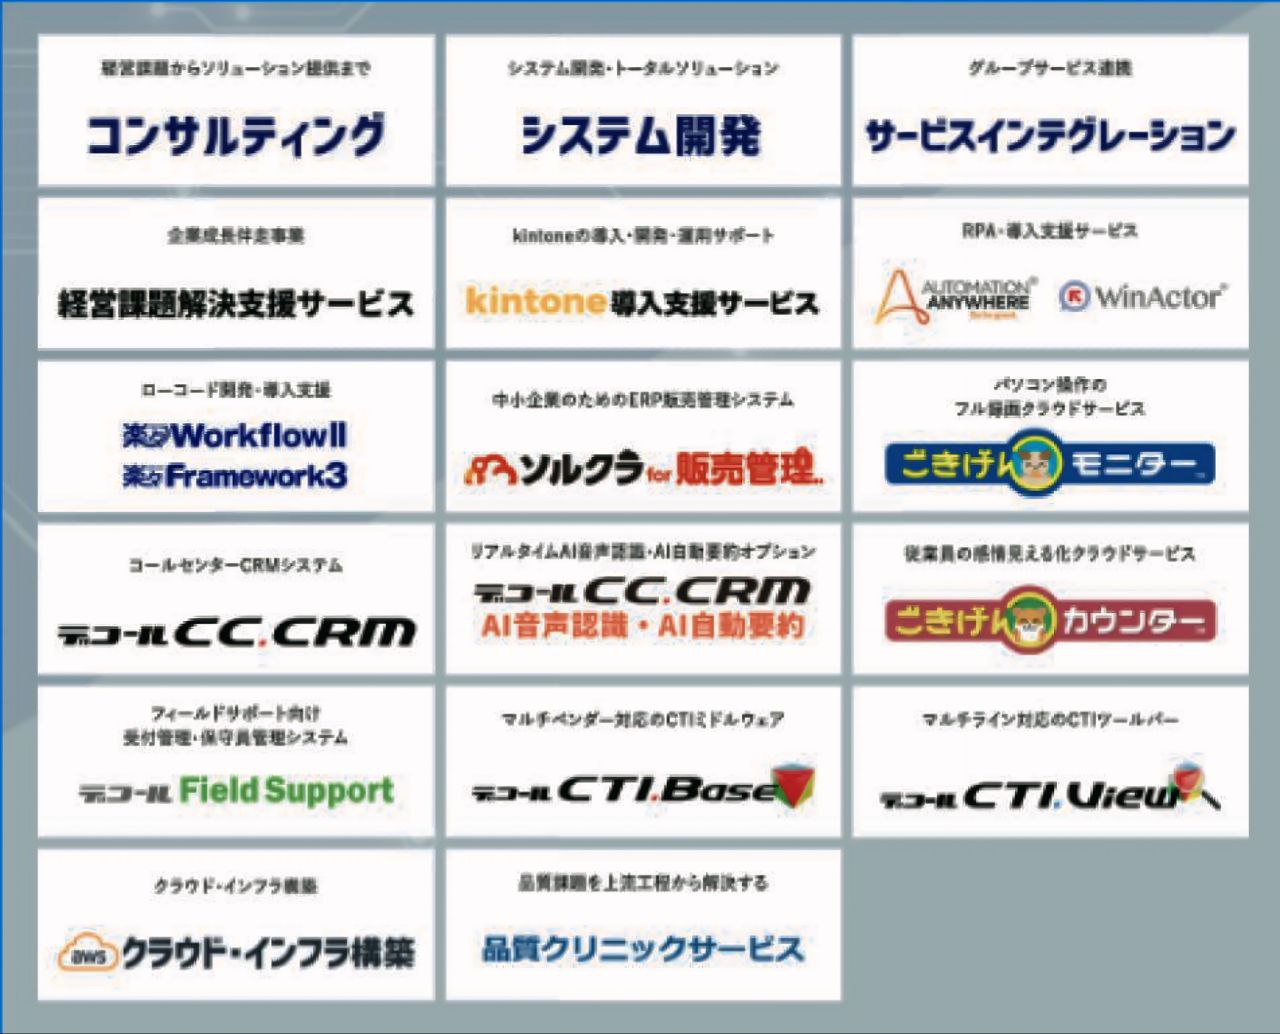 経営課題からソリューション提供まで
コンサルティング
システム開発・トータルソリューション
システム開発
グループサービス連携
サービスインテグレーション
企業成長伴走事業
経営課題解決支援サービス
kintoneの導入・開発・運用サポート
kintone導入支援サービス
RPA・導入支援サービス
AUTOMATION
ANYWHERE
Go be great.
WinActor®
ローコード開発・導入支援
楽々WorkflowII
楽々Framework3
中小企業のためのERP販売管理システム
ソルクラ for 販売管理
パソコン操作の
フル録画クラウドサービス
ごきげんモニター
コールセンターCRMシステム
デコールCC.CRM
リアルタイムAI音声認識・AI自動要約オプション
デコールCC.CRM
AI音声認識・AI自動要約
従業員の感情見える化クラウドサービス
ごきげんカウンター
フィールドサポート向け
受付管理・保守員管理システム
デコール Field Support
マルチベンダー対応のCTIミドルウェア
デコール CTI.Base
マルチライン対応のCTIツールバー
デコール CTI.View
クラウド・インフラ構築
aws クラウド・インフラ構築
品質課題を上流工程から解決する
品質クリニックサービス